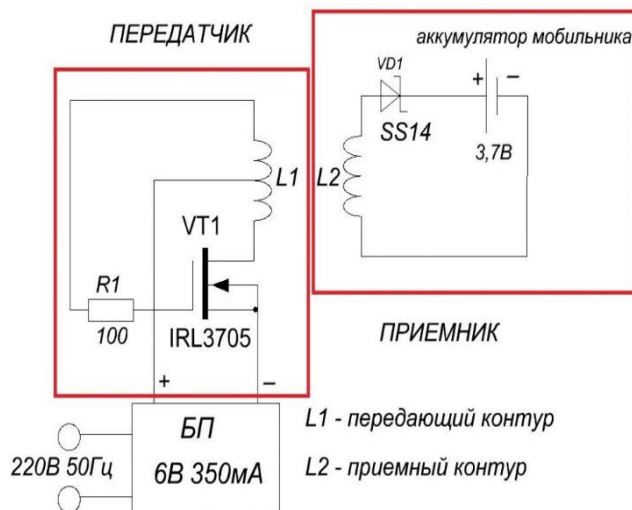 ПЕРЕДАТЧИК
аккумулятор мобильника
VD1
+ –
SS14
3,7В
L1 L2
VT1
R1
100
IRL3705
ПРИЕМНИК
+ –
БП
6В 350мА
220В 50Гц
L1 - передающий контур
L2 - приемный контур